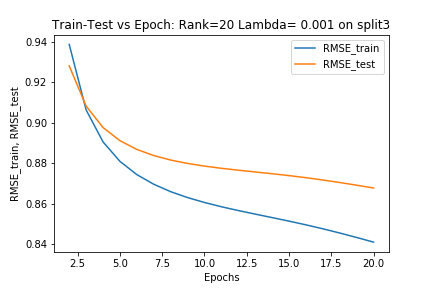 Train-Test vs Epoch: Rank=20 Lambda= 0.001 on split3
RMSE_train
RMSE_test
RMSE_train, RMSE_test
0.94
0.92
0.90
0.88
0.86
0.84
2.5 5.0 7.5 10.0 12.5 15.0 17.5 20.0
Epochs